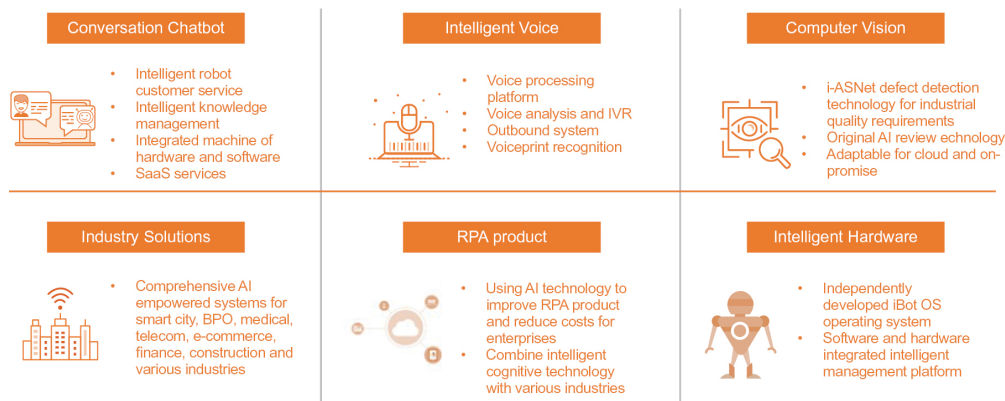 Conversation Chatbot
• Intelligent robot
customer service
• Intelligent knowledge
management
• Integrated machine of
hardware and software
• SaaS services
Intelligent Voice
• Voice processing
platform
• Voice analysis and IVR
• Outbound system
• Voiceprint recognition
Computer Vision
• i-ASNet defect detection
technology for industrial
quality requirements
• Original AI review echnology
• Adaptable for cloud and on-
promise
Industry Solutions
• Comprehensive AI
empowered systems for
smart city, BPO, medical,
telecom, e-commerce,
finance, construction and
various industries
RPA product
• Using AI technology to
improve RPA product
and reduce costs for
enterprises
• Combine intelligent
cognitive technology
with various industries
Intelligent Hardware
• Independently
developed iBot OS
operating system
• Software and hardware
integrated intelligent
management platform